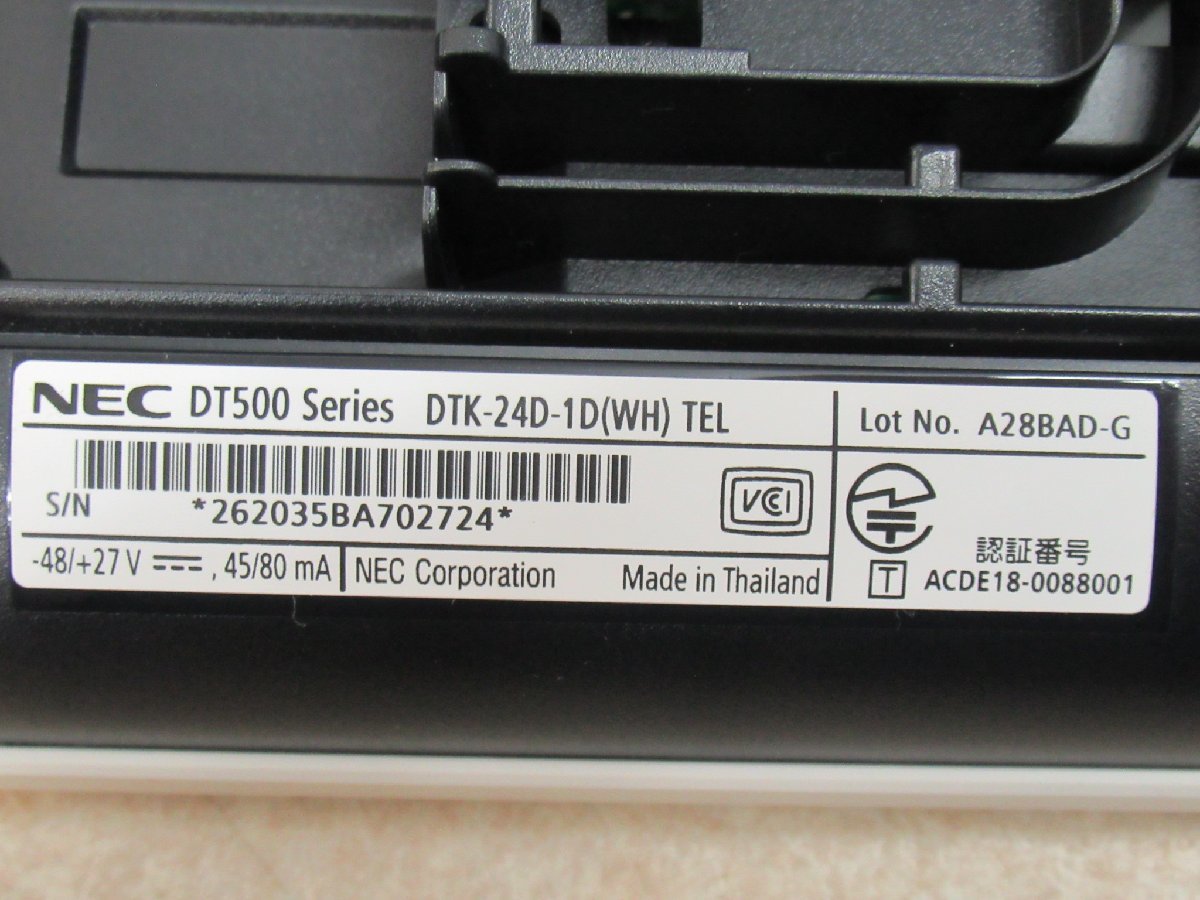 NEC DT500 Series DTK-24D-1D(WH) TEL
Lot No. A28BAD-G
S/N *262035BA702724*
VCCI
-48/+27 V ⎓, 45/80 mA
NEC Corporation Made in Thailand
認証番号
T ACDE18-0088001